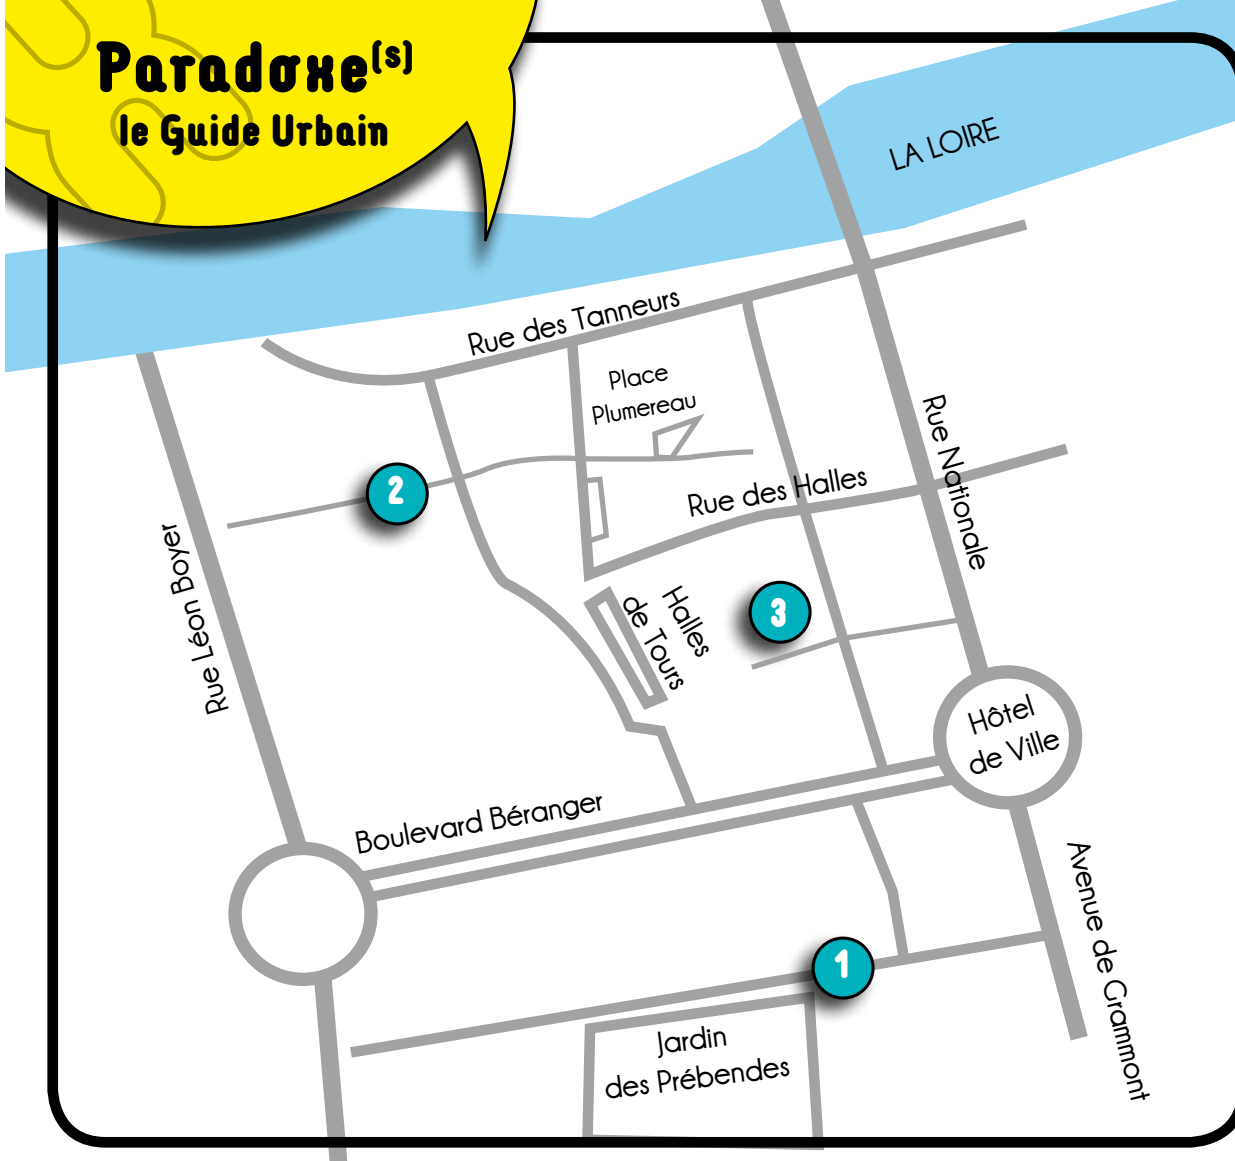 Paradoxe(s)
le Guide Urbain
LA LOIRE
Rue des Tanneurs
Place
Plumereau
Rue Nationale
2
Rue des Halles
Rue Léon Boyer
Halles
de Tours
3
Hôtel
de Ville
Boulevard Béranger
Avenue de Grammont
1
Jardin
des Prébendes